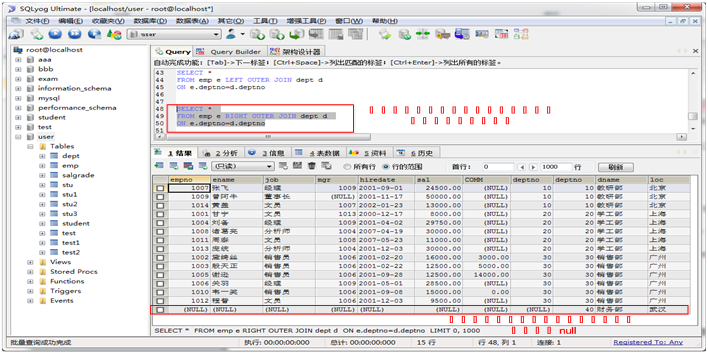 SQLyog Ultimate - [localhost/user - root@localhost]
文件(F) 编辑(E) 收藏夹(V) 数据库(D) 数据表(A) 其它(O) 工具(T) 增强工具(P) 窗口(W) 帮助(H)
user
root@localhost
aaa
bbb
exam
information_schema
mysql
performance_schema
student
test
user
Tables
dept
emp
salgrade
stu
stu1
stu2
stu3
student
test
test1
test2
Views
Stored Procs
Functions
Triggers
Events
Query Query Builder 架构设计器
自动完成功能: [Tab]->下一标签; [Ctrl+Space]->列出匹配的标签; [Ctrl+Enter]->列出所有的标签。
43 SELECT *
44 FROM emp e LEFT OUTER JOIN dept d
45 ON e.deptno=d.deptno
46
47
48 SELECT *
49 FROM emp e RIGHT OUTER JOIN dept d
50 ON e.deptno=d.deptno
51
1 结果 2 分析 3 信息 4 表数据 5 资料 6 历史
(只读) 所有行 行的范围 首行: 0 1000 行 刷新
empno ename job mgr hiredate sal COMM deptno deptno dname loc
1007 张飞 经理 1009 2001-09-01 24500.00 (NULL) 10 10 教研部 北京
1009 曾阿牛 董事长 (NULL) 2001-11-17 50000.00 (NULL) 10 10 教研部 北京
1014 黄盖 文员 1007 2002-01-23 13000.00 (NULL) 10 10 教研部 北京
1001 甘宁 文员 1013 2000-12-17 8000.00 (NULL) 20 20 学工部 上海
1004 刘备 经理 1009 2001-04-02 29750.00 (NULL) 20 20 学工部 上海
1008 诸葛亮 分析师 1004 2007-04-19 30000.00 (NULL) 20 20 学工部 上海
1011 周泰 文员 1008 2007-05-23 11000.00 (NULL) 20 20 学工部 上海
1013 庞统 分析师 1004 2001-12-03 30000.00 (NULL) 20 20 学工部 上海
1002 黛绮丝 销售员 1006 2001-02-20 16000.00 3000.00 30 30 销售部 广州
1003 殷天正 销售员 1006 2001-02-22 12500.00 5000.00 30 30 销售部 广州
1005 谢逊 销售员 1006 2001-09-28 12500.00 14000.00 30 30 销售部 广州
1006 关羽 经理 1009 2001-05-01 28500.00 (NULL) 30 30 销售部 广州
1010 韦一笑 销售员 1006 2001-09-08 15000.00 0.00 30 30 销售部 广州
1012 程普 文员 1006 2001-12-03 9500.00 (NULL) 30 30 销售部 广州
(NULL) (NULL) (NULL) (NULL) (NULL) (NULL) (NULL) (NULL) 40 财务部 武汉
null
SELECT * FROM emp e RIGHT OUTER JOIN dept d ON e.deptno=d.deptno LIMIT 0, 1000
批量查询成功完成 执行: 00:00:00:000 总计: 00:00:00:000 15 行 行 48, 列 1 连接: 1 Registered To: Any